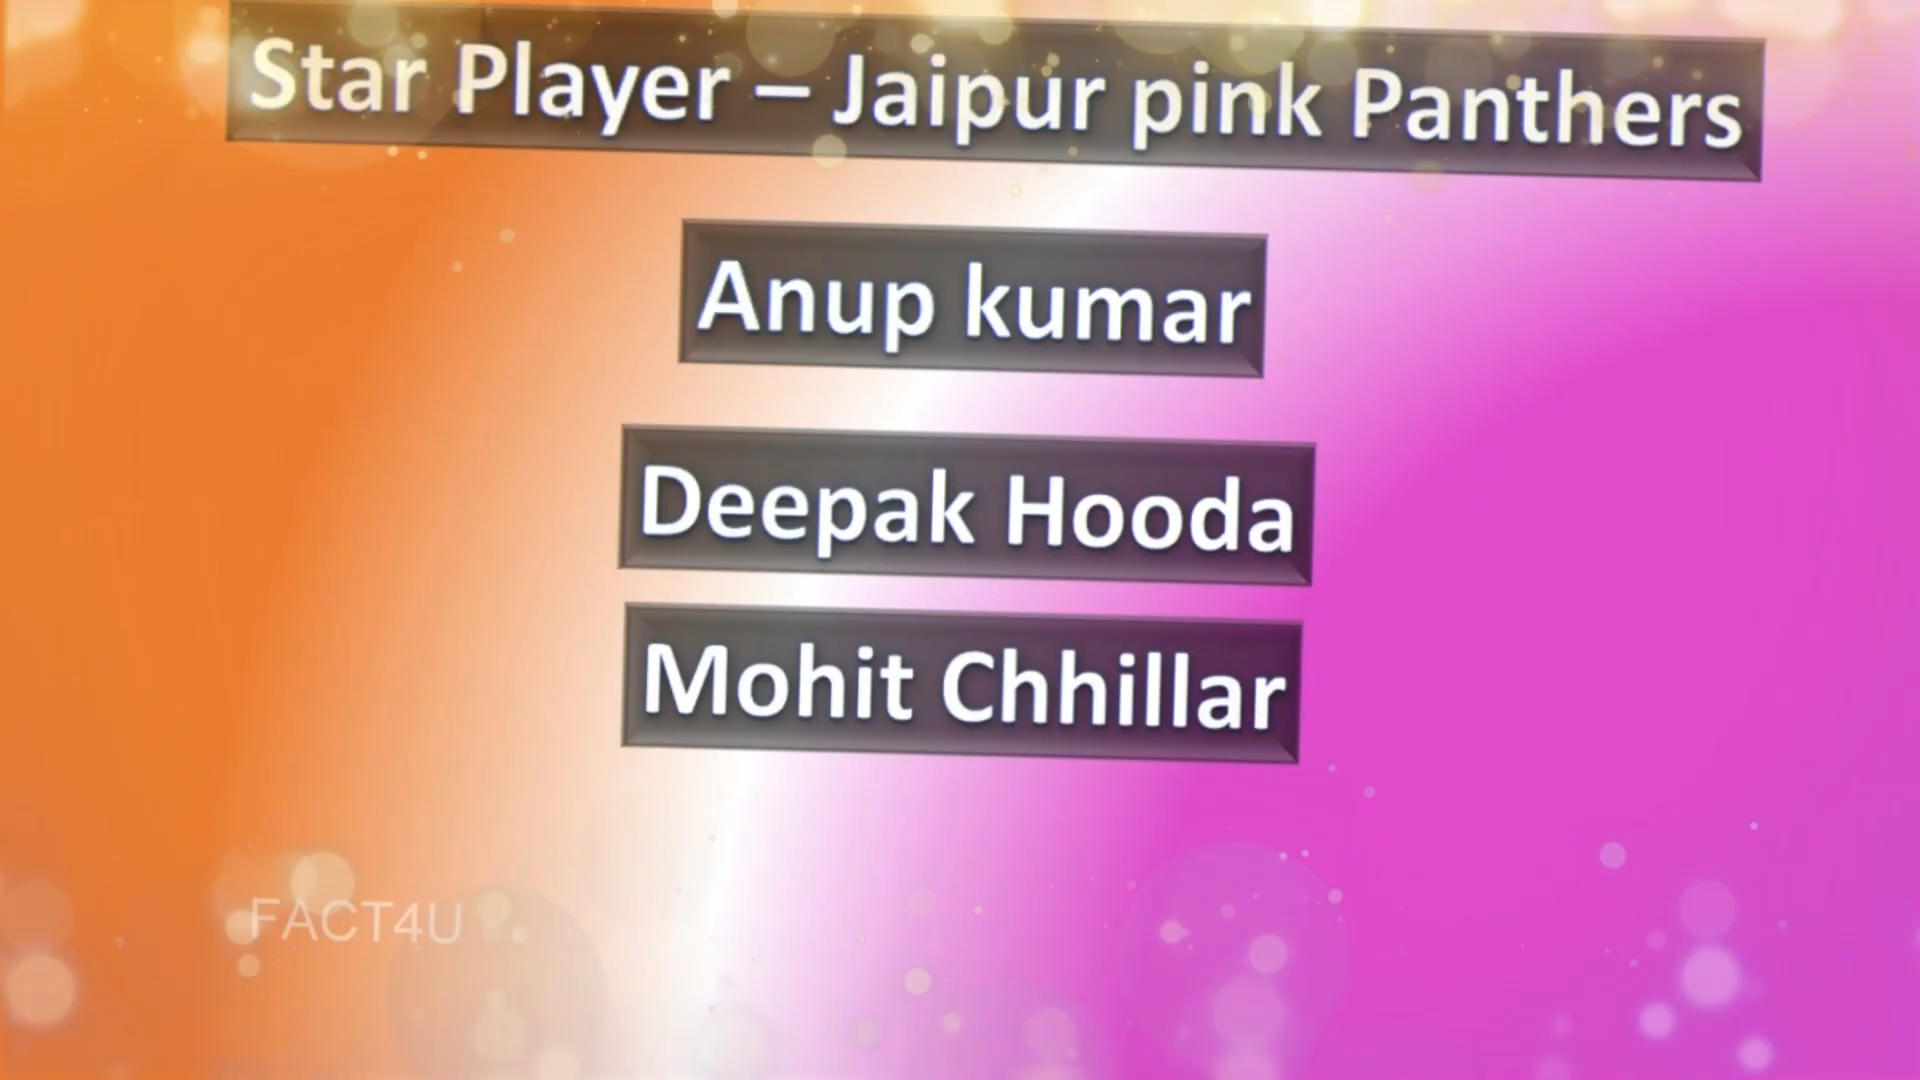 Star Player – Jaipur pink Panthers
Anup kumar
Deepak Hooda
Mohit Chhillar
FACT4U